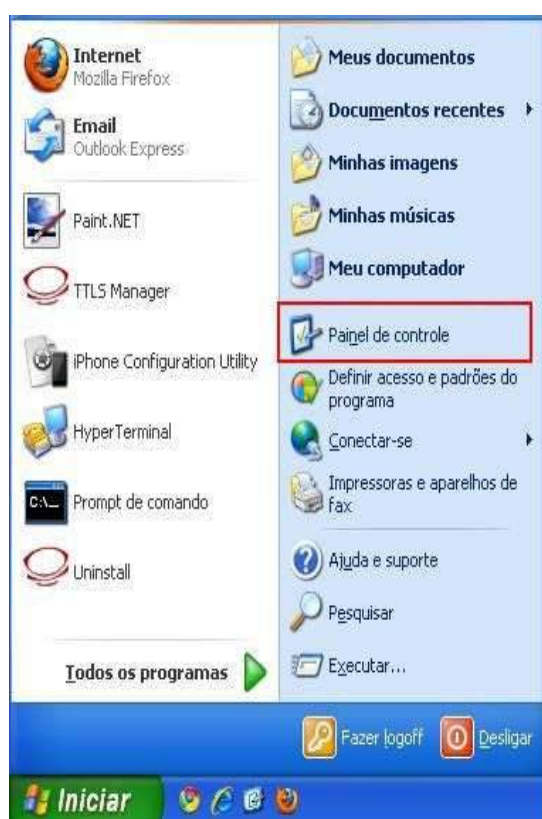 Internet
Mozilla Firefox
Email
Outlook Express
Paint.NET
TTLS Manager
iPhone Configuration Utility
HyperTerminal
C:\_
Prompt de comando
Uninstall
Todos os programas
Meus documentos
Documentos recentes
Minhas imagens
Minhas músicas
Meu computador
Painel de controle
Definir acesso e padrões do
programa
Conectar-se
Impressoras e aparelhos de
fax
Ajuda e suporte
Pesquisar
Executar...
Fazer logoff
Desligar
Iniciar